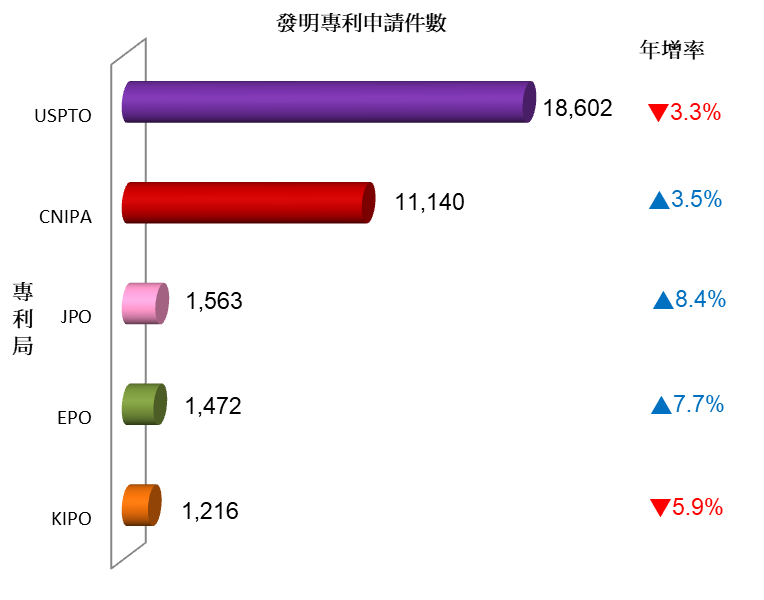 發明專利申請件數
年增率
USPTO 18,602 ▼3.3%
CNIPA 11,140 ▲3.5%
專利局
JPO 1,563 ▲8.4%
EPO 1,472 ▲7.7%
KIPO 1,216 ▼5.9%